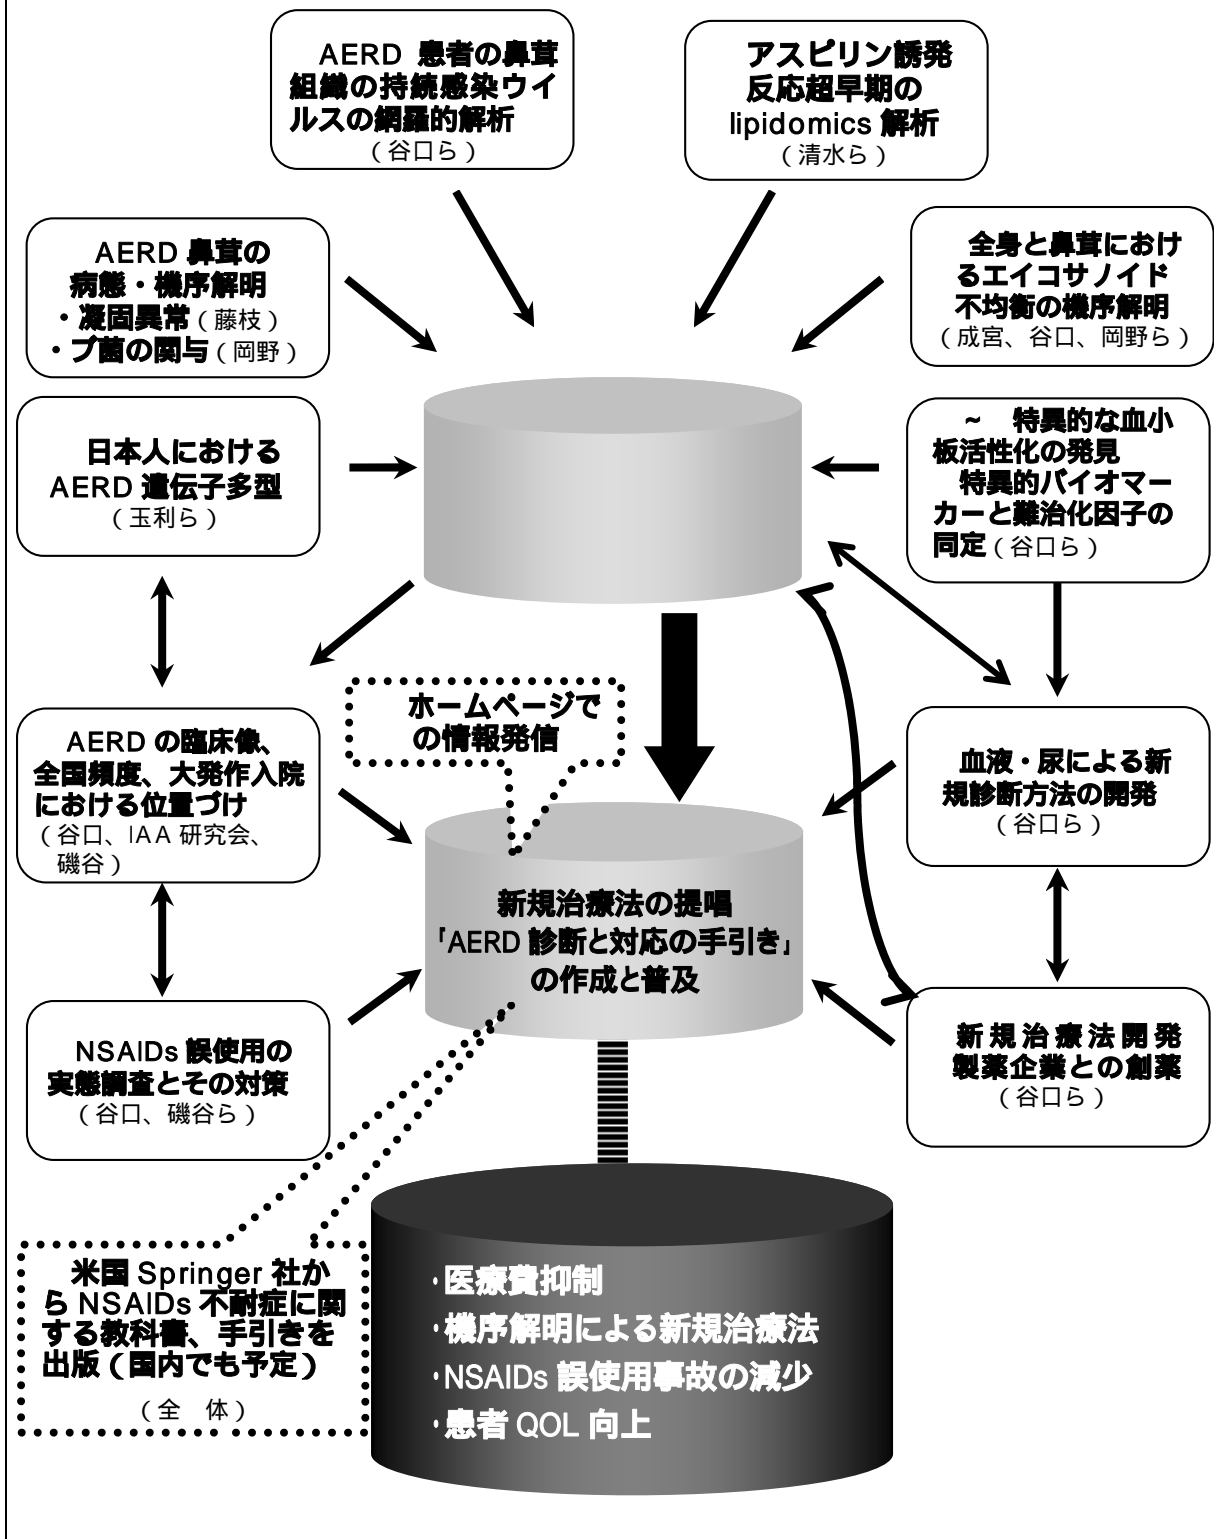 AERD 患者の鼻茸
組織の持続感染ウイ
ルスの網羅的解析
（谷口ら）
アスピリン誘発
反応超早期の
lipidomics 解析
（清水ら）
AERD 鼻茸の
病態・機序解明
・凝固異常（藤枝）
・ブ菌の関与（岡野）
全身と鼻茸におけ
るエイコサノイド
不均衡の機序解明
（成宮、谷口、岡野ら）
日本人における
AERD 遺伝子多型
（玉利ら）
~ 特異的な血小
板活性化の発見
特異的バイオマー
カーと難治化因子の
同定（谷口ら）
ホームページで
の情報発信
AERD の臨床像、
全国頻度、大発作入院
における位置づけ
（谷口、IAA 研究会、
磯谷）
血液・尿による新
規診断方法の開発
（谷口ら）
新規治療法の提唱
「AERD 診断と対応の手引き」
の作成と普及
NSAIDs 誤使用の
実態調査とその対策
（谷口、磯谷ら）
新規治療法開発
製薬企業との創薬
（谷口ら）
米国 Springer 社か
ら NSAIDs 不耐症に関
する教科書、手引きを
出版（国内でも予定）
（全　体）
・医療費抑制
・機序解明による新規治療法
・NSAIDs 誤使用事故の減少
・患者 QOL 向上